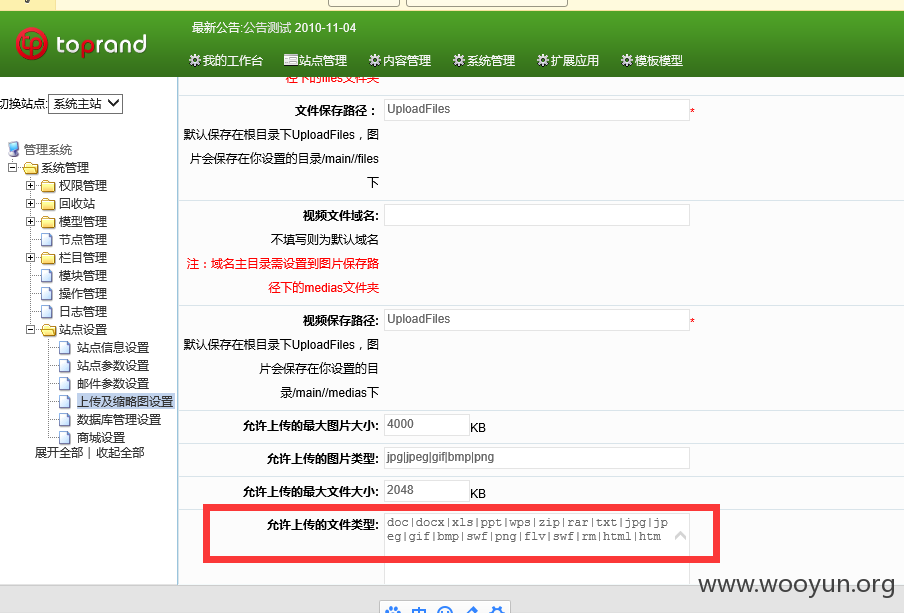 最新公告:公告测试 2010-11-04
toprand
我的工作台 站点管理 内容管理 系统管理 扩展应用 模板模型
切换站点: 系统主站
管理系统
系统管理
权限管理
回收站
模型管理
节点管理
栏目管理
模块管理
操作管理
日志管理
站点设置
站点信息设置
站点参数设置
邮件参数设置
上传及缩略图设置
数据库管理设置
商城设置
展开全部 | 收起全部
径下的files文件夹
文件保存路径： UploadFiles *
默认保存在根目录下UploadFiles，图
片会保存在你设置的目录/main//files
下
视频文件域名:
不填写则为默认域名
注：域名主目录需设置到图片保存路
径下的medias文件夹
视频保存路径: UploadFiles *
默认保存在根目录下UploadFiles，图
片会保存在你设置的目
录/main//medias下
允许上传的最大图片大小: 4000 KB
允许上传的图片类型: jpg|jpeg|gif|bmp|png
允许上传的最大文件大小: 2048 KB
允许上传的文件类型: doc|docx|xls|ppt|wps|zip|rar|txt|jpg|jp
eg|gif|bmp|swf|png|flv|swf|rm|html|htm
www.wooyun.org
中